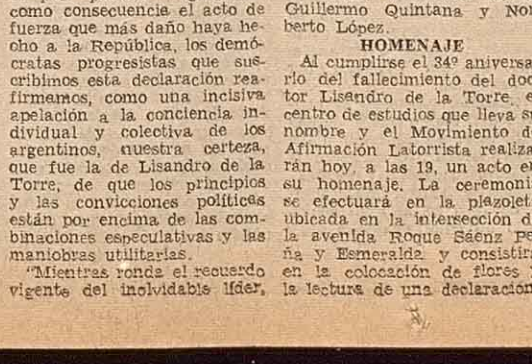 como consecuencia el acto de
fuerza que más daño haya he-
cho a la República, los demó-
cratas progresistas que sus-
cribimos esta declaración rea-
firmamos, como una incisiva
apelación a la conciencia in-
dividual y colectiva de los
argentinos, nuestra certeza,
que fue la de Lisandro de la
Torre, de que los principios
y las convicciones políticas
están por encima de las com-
binaciones especulativas y las
maniobras utilitarias.
"Mientras ronda el recuerdo
vigente del inolvidable líder,
Guillermo Quintana y Nor
berto López.
HOMENAJE
Al cumplirse el 34º aniversa
rio del fallecimiento del doc
tor Lisandro de la Torre, e
centro de estudios que lleva su
nombre y el Movimiento d
Afirmación Latorrista realiza
rán hoy, a las 19, un acto en
su homenaje. La ceremoni
se efectuará en la plazolet
ubicada en la intersección d
la avenida Roque Sáenz Pe
ña y Esmeralda y consistir
en la colocación de flores
la lectura de una declaración